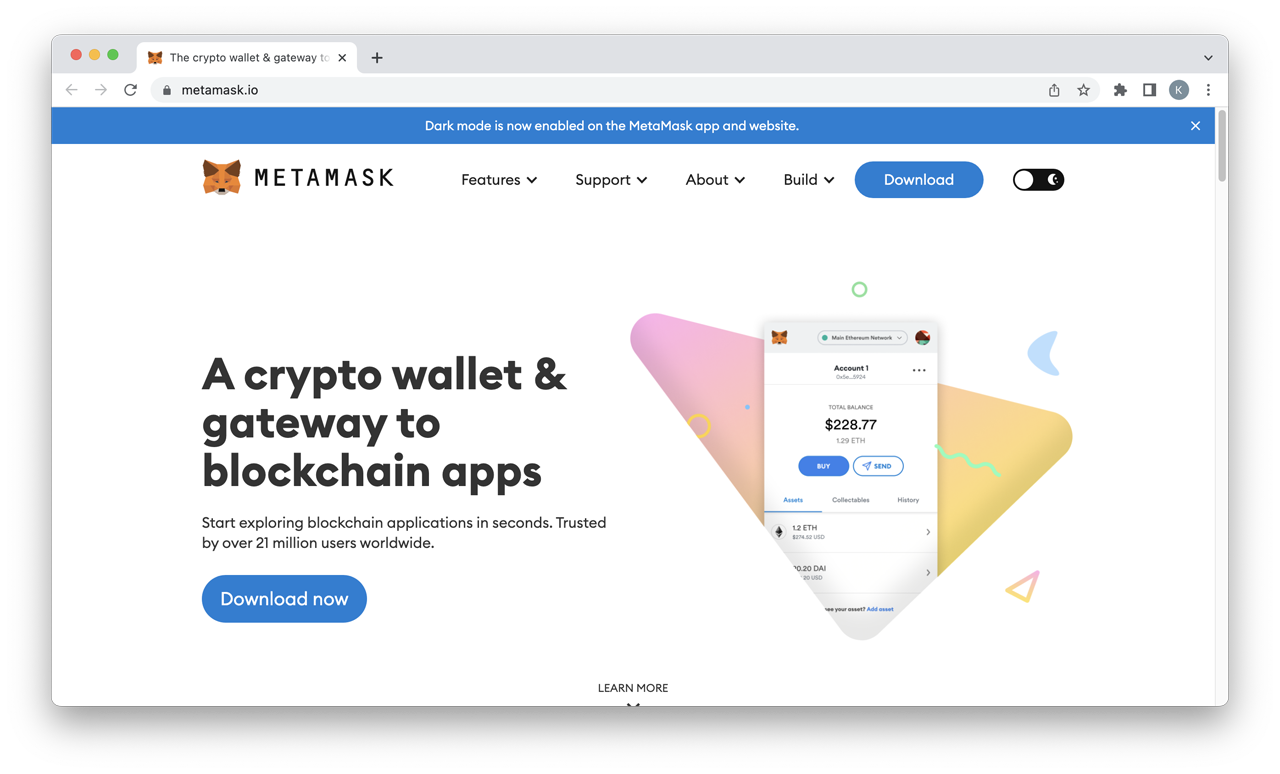 The crypto wallet & gateway to
metamask.io
K
Dark mode is now enabled on the MetaMask app and website.
METAMASK
Features
Support
About
Build
Download
A crypto wallet &
gateway to
blockchain apps
Start exploring blockchain applications in seconds. Trusted
by over 21 million users worldwide.
Download now
Main Ethereum Network
Account 1
0x5e...3924
TOTAL BALANCE
$228.77
1.29 ETH
BUY
SEND
Assets
Collectables
History
1.2 ETH
$274.52 USD
0.20 DAI
20 USD
see your asset? Add asset
LEARN MORE